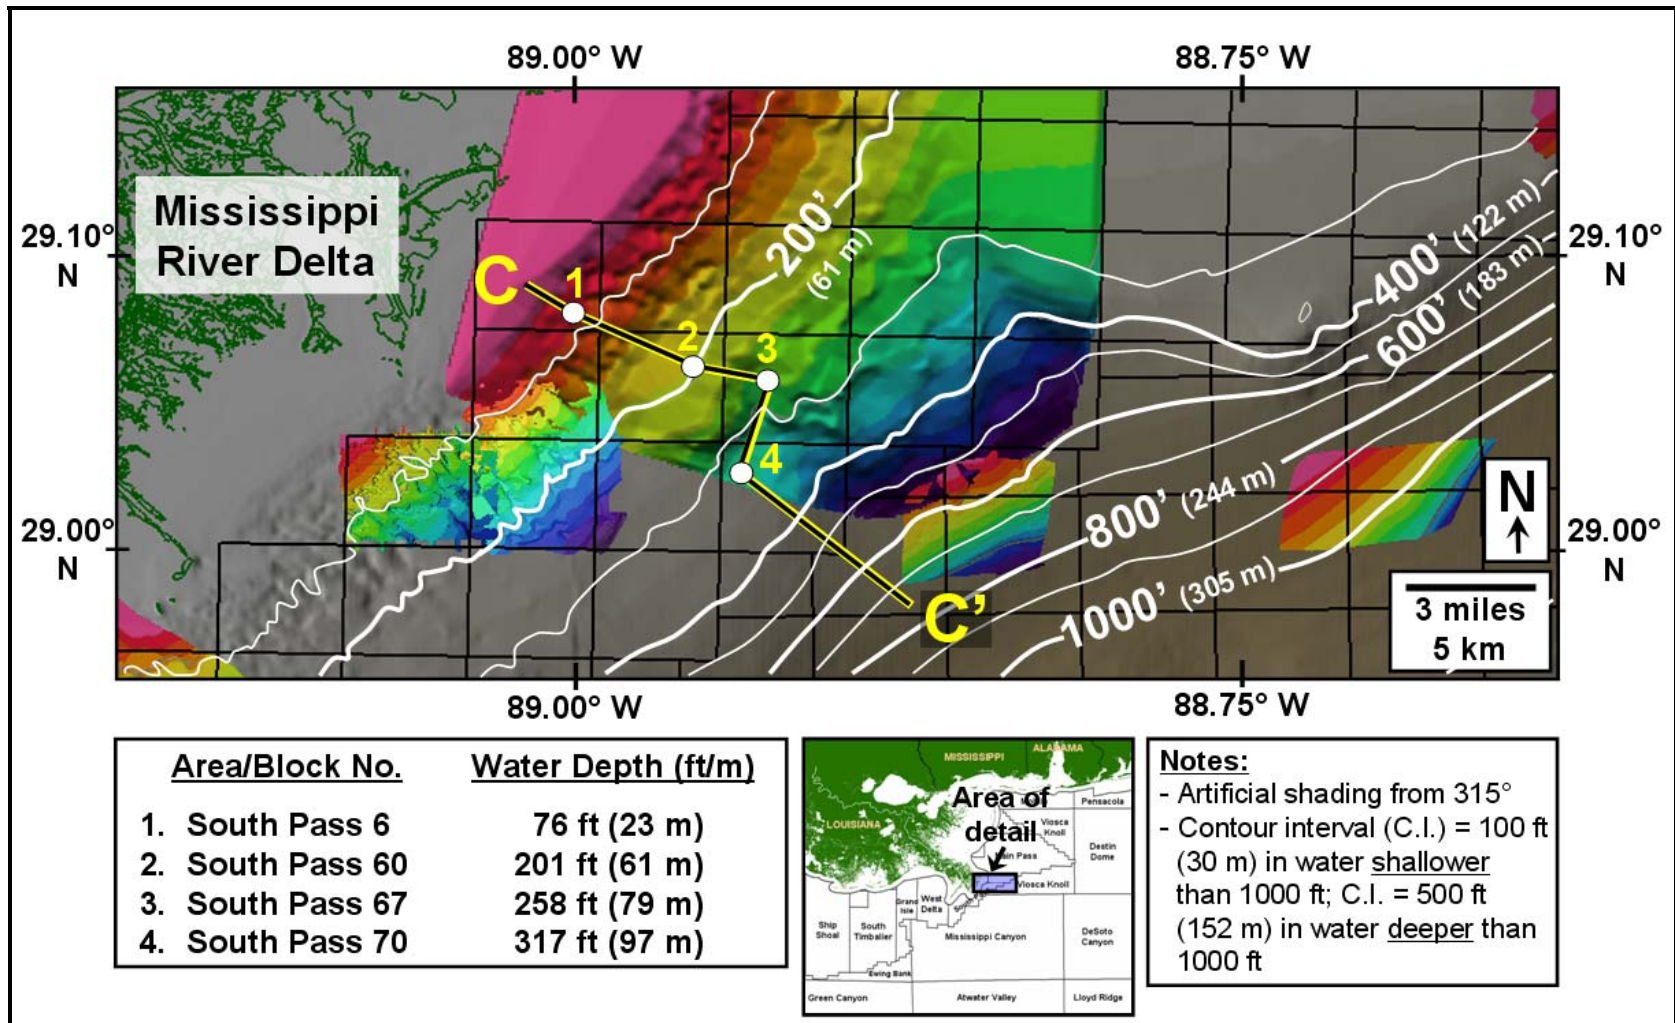 89.00° W
88.75° W
Mississippi
River Delta
29.10°
N
29.10°
N
200'
(61 m)
400' (122 m)
600' (183 m)
C
1
2
3
4
29.00°
N
29.00°
N
800' (244 m)
1000' (305 m)
C'
N
3 miles
5 km
89.00° W
88.75° W
Area/Block No. Water Depth (ft/m)
1. South Pass 6 76 ft (23 m)
2. South Pass 60 201 ft (61 m)
3. South Pass 67 258 ft (79 m)
4. South Pass 70 317 ft (97 m)
MISSISSIPPI
ALABAMA
Area of
detail
LOUISIANA
Pensacola
Viosca
Knoll
Main Pass
Destin
Dome
Viosca Knoll
Grand
Isle
West
Delta
Ship
Shoal
South
Timbalier
Mississippi Canyon
DeSoto
Canyon
Ewing Bank
Green Canyon
Atwater Valley
Lloyd Ridge
Notes:
- Artificial shading from 315°
- Contour interval (C.I.) = 100 ft
(30 m) in water shallower
than 1000 ft; C.I. = 500 ft
(152 m) in water deeper than
1000 ft